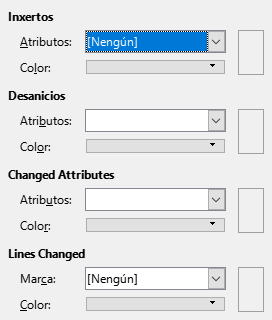 Inxertos
Atributos: [Nengún]
Color:
Desanicios
Atributos:
Color:
Changed Attributes
Atributos:
Color:
Lines Changed
Marca: [Nengún]
Color: